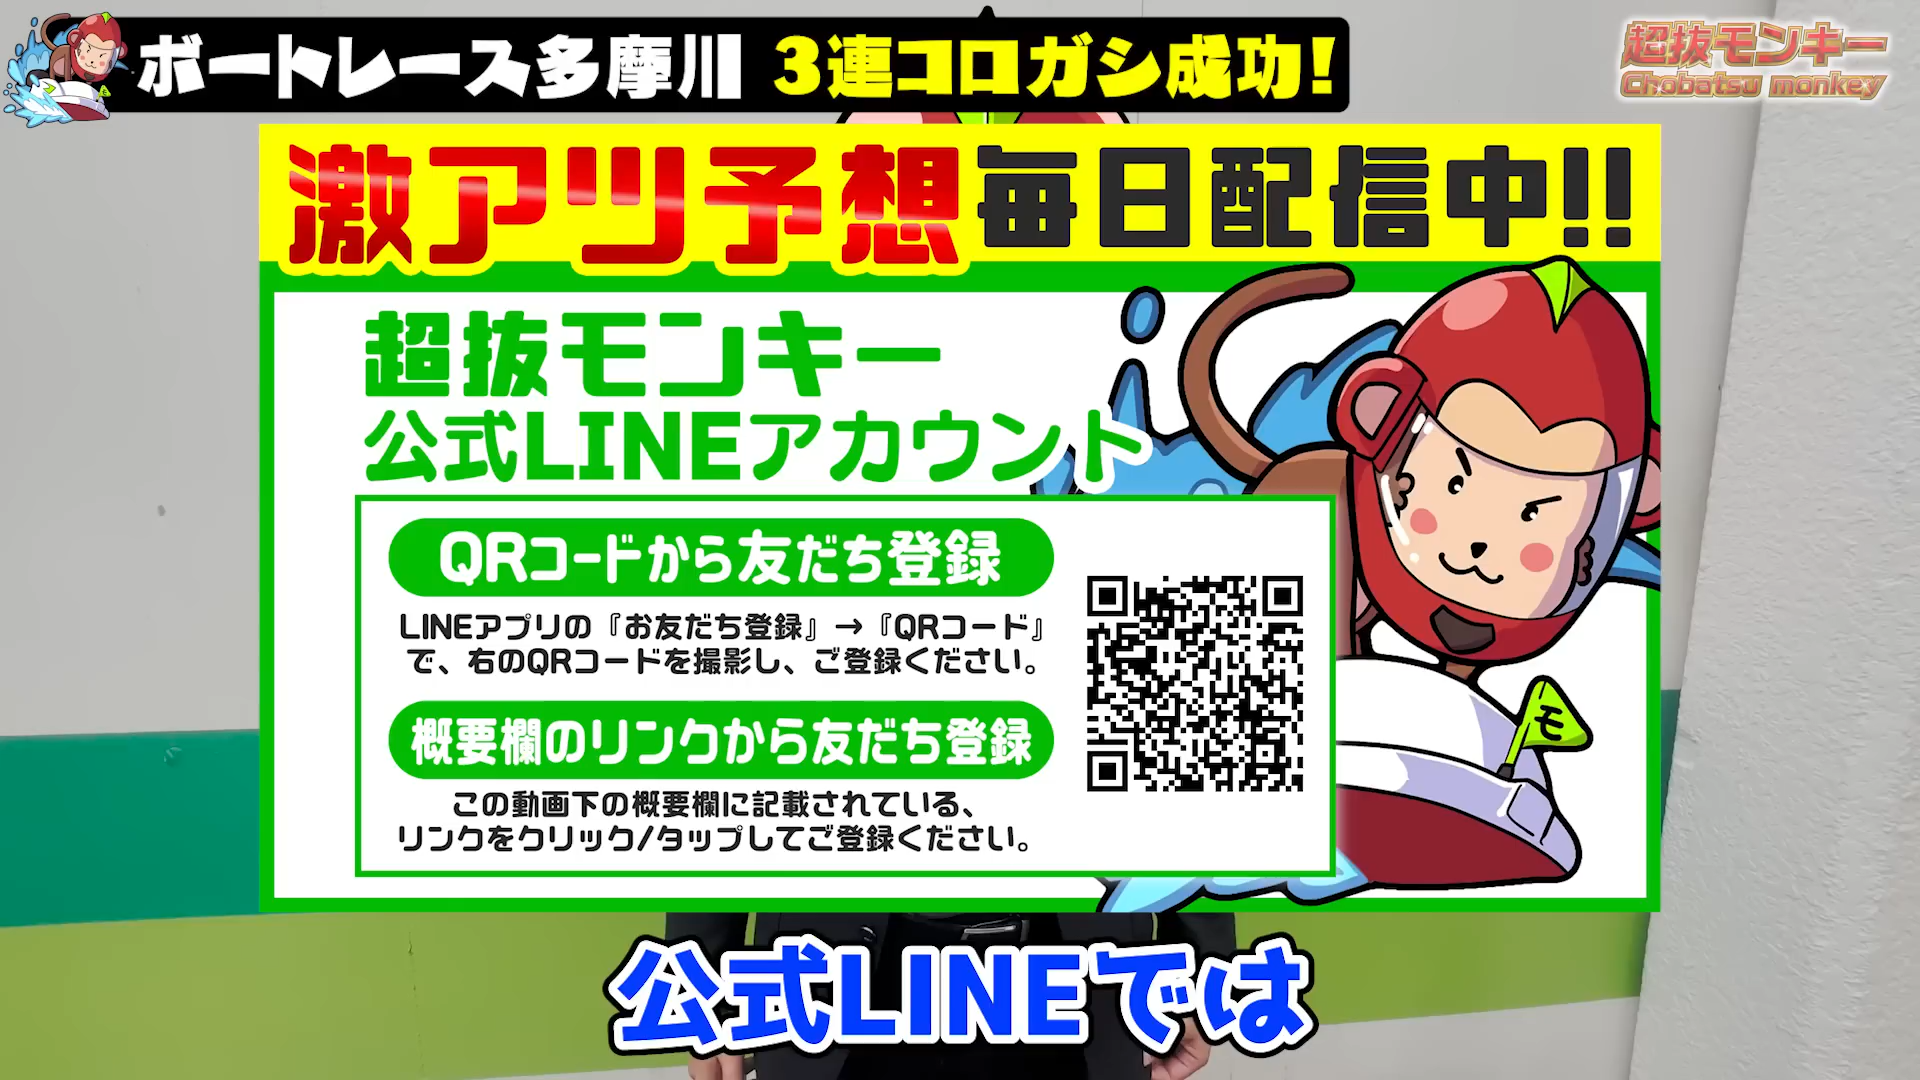 ボートレース多摩川 3連コロガシ成功!
超抜モンキー
Chobatsu monkey
激アツ予想毎日配信中!!
超抜モンキー
公式LINEアカウント
QRコードから友だち登録
LINEアプリの『お友だち登録』→『QRコード』
で、右のQRコードを撮影し、ご登録ください。
概要欄のリンクから友だち登録
この動画下の概要欄に記載されている、
リンクをクリック/タップしてご登録ください。
モ
公式LINEでは